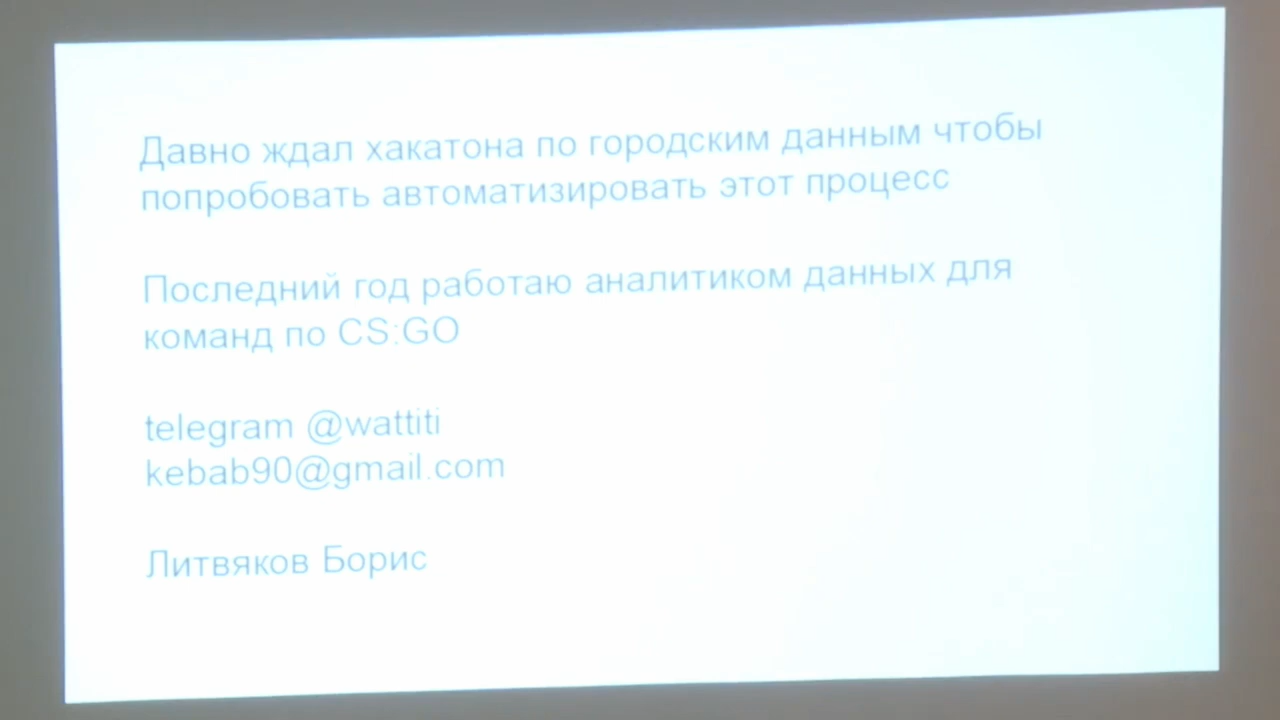 Давно ждал хакатона по городским данным чтобы
попробовать автоматизировать этот процесс
Последний год работаю аналитиком данных для
команд по CS:GO
telegram @wattiti
kebab90@gmail.com
Литвяков Борис